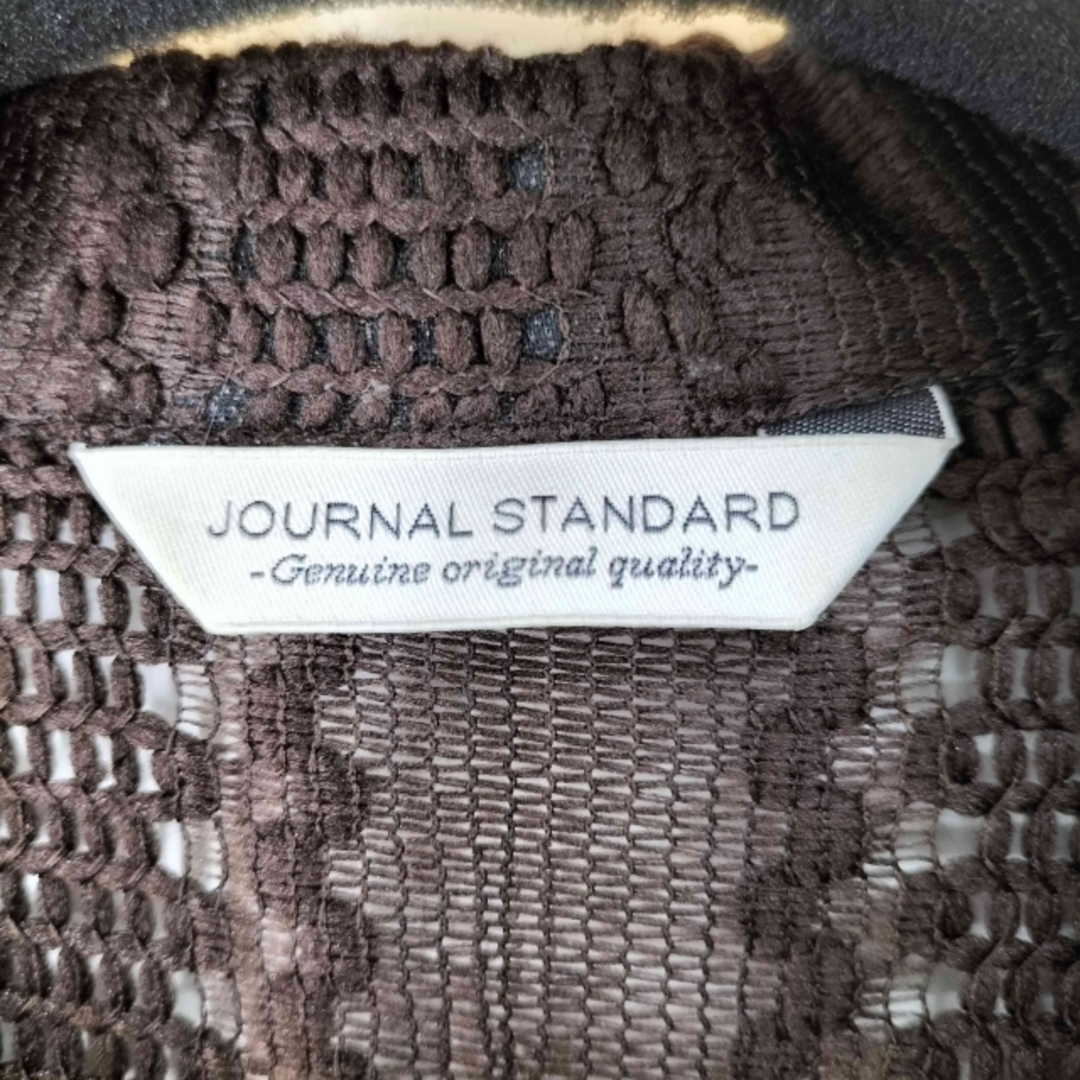 JOURNAL STANDARD
-Genuine original quality-